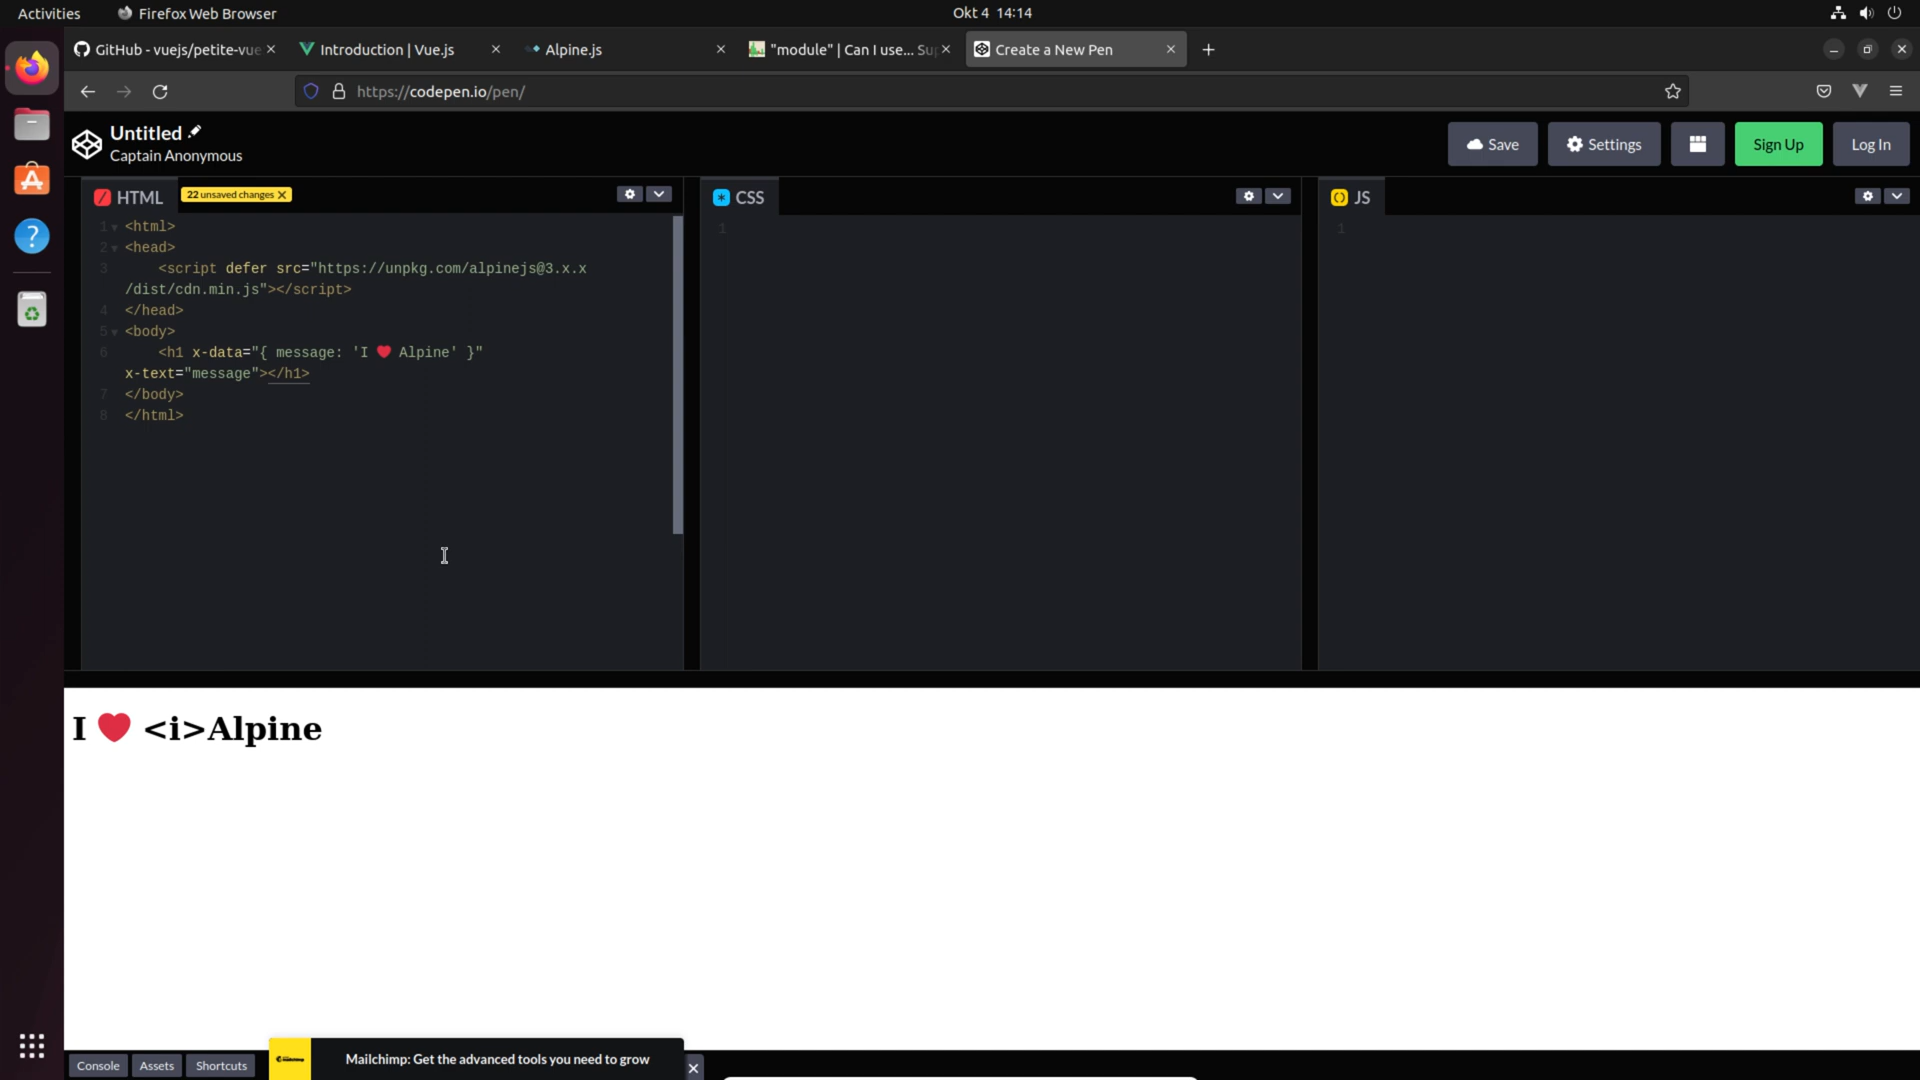 Activities Firefox Web Browser Okt 4 14:14
GitHub - vuejs/petite-vue Introduction | Vue.js Alpine.js "module" | Can I use... Su Create a New Pen
https://codepen.io/pen/
Untitled
Captain Anonymous
Save Settings Sign Up Log In
HTML 22 unsaved changes X CSS JS
1 <html>
2 <head>
3 <script defer src="https://unpkg.com/alpinejs@3.x.x
/dist/cdn.min.js"></script>
4 </head>
5 <body>
6 <h1 x-data="{ message: 'I ❤️ Alpine' }"
x-text="message"></h1>
7 </body>
8 </html>
1
1
I ❤️ <i>Alpine
Console Assets Shortcuts Mailchimp: Get the advanced tools you need to grow